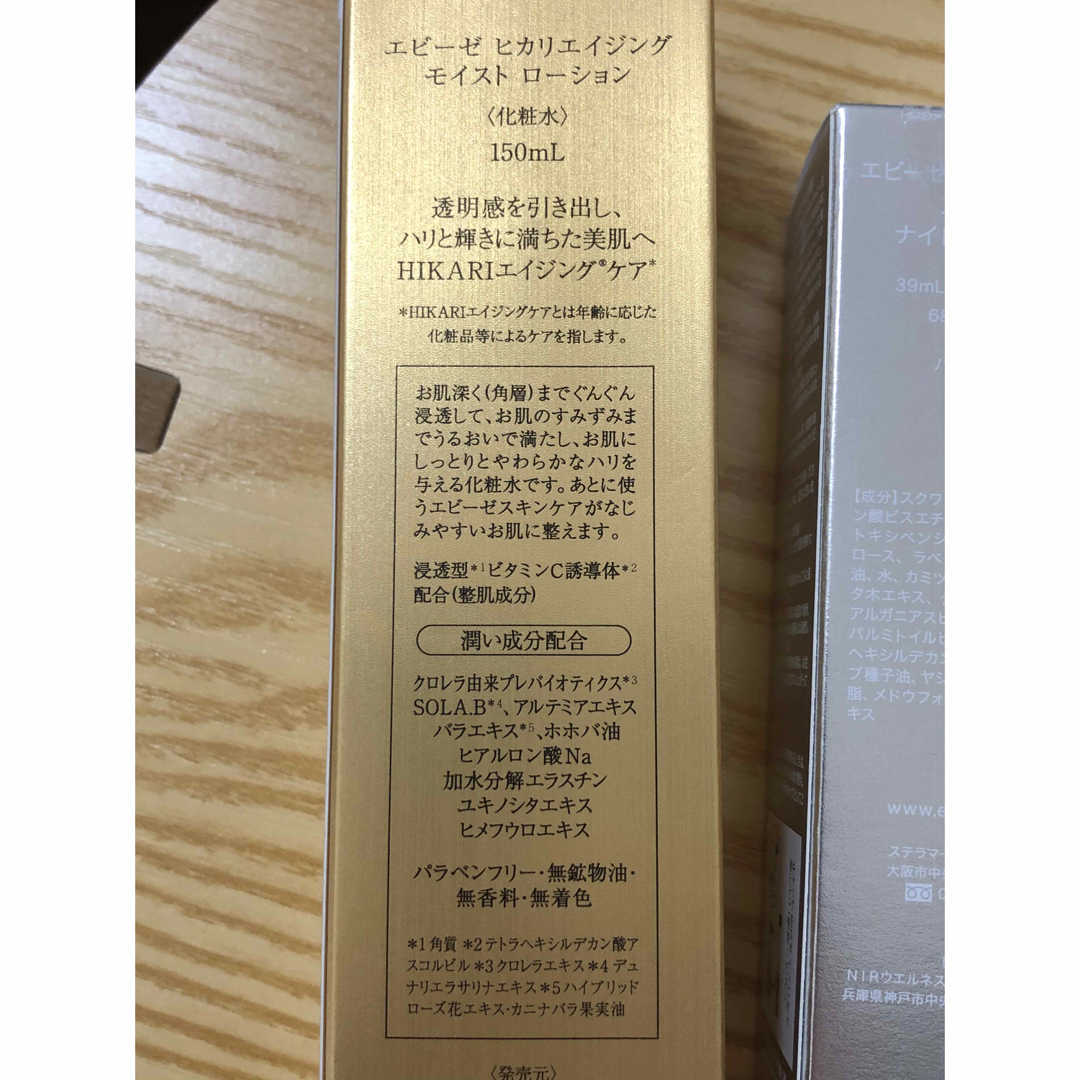 エビーゼ ヒカリエイジング
モイスト ローション
〈化粧水〉
150mL
透明感を引き出し、
ハリと輝きに満ちた美肌へ
HIKARIエイジング®ケア*
*HIKARIエイジングケアとは年齢に応じた
化粧品等によるケアを指します。
お肌深く(角層)までぐんぐん
浸透して、お肌のすみずみま
でうるおいで満たし、お肌に
しっとりとやわらかなハリを
与える化粧水です。あとに使
うエビーゼスキンケアがなじ
みやすいお肌に整えます。
浸透型*1ビタミンC誘導体*2
配合(整肌成分)
潤い成分配合
クロレラ由来プレバイオティクス*3
SOLA.B*4、アルテミアエキス
バラエキス*5、ホホバ油
ヒアルロン酸Na
加水分解エラスチン
ユキノシタエキス
ヒメフウロエキス
パラベンフリー・無鉱物油・
無香料・無着色
*1角質 *2テトラヘキシルデカン酸ア
スコルビル*3クロレラエキス*4デュ
ナリエラサリナエキス*5ハイブリッド
ローズ花エキス・カニナバラ果実油
〈発売元〉
エビーゼ
ナイ
39mL
【成分】スクワ
ン酸ビスエチ
トキシベンシ
ロース、ラベ
油、水、カミツ
タ木エキス、
アルガニアスピ
パルミトイルヒ
ヘキシルデカン
ブ種子油、ヤシ
脂、メドウフォ
キス
www.e
ステラマー
大阪市中央
NIRウエルネス
兵庫県神戸市中央